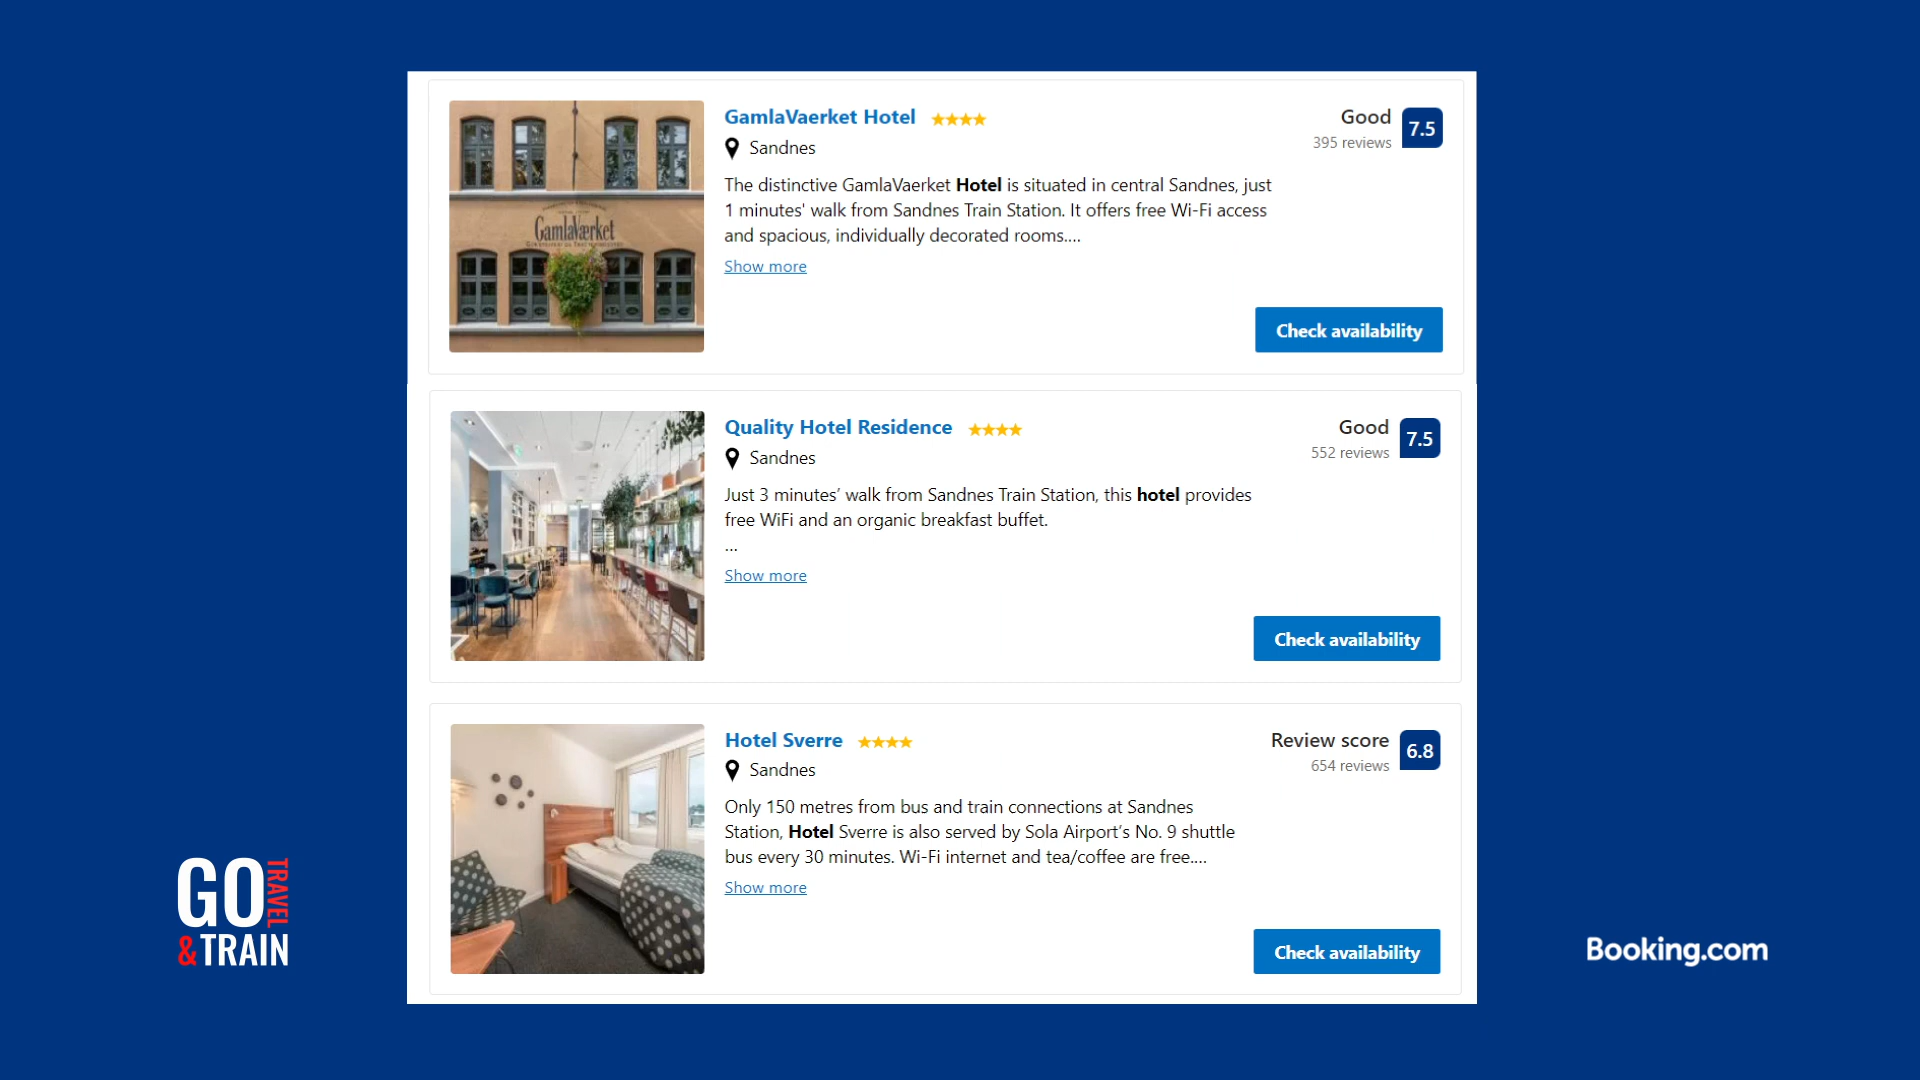 GamlaVaerket Hotel
Good
7.5
395 reviews
Sandnes
The distinctive GamlaVaerket Hotel is situated in central Sandnes, just
1 minutes' walk from Sandnes Train Station. It offers free Wi-Fi access
and spacious, individually decorated rooms....
Show more
Check availability
GamlaVærket
Quality Hotel Residence
Good
7.5
552 reviews
Sandnes
Just 3 minutes’ walk from Sandnes Train Station, this hotel provides
free WiFi and an organic breakfast buffet.
...
Show more
Check availability
Hotel Sverre
Review score
6.8
654 reviews
Sandnes
Only 150 metres from bus and train connections at Sandnes
Station, Hotel Sverre is also served by Sola Airport’s No. 9 shuttle
bus every 30 minutes. Wi-Fi internet and tea/coffee are free....
Show more
Check availability
GO TRAVEL
&TRAIN
Booking.com